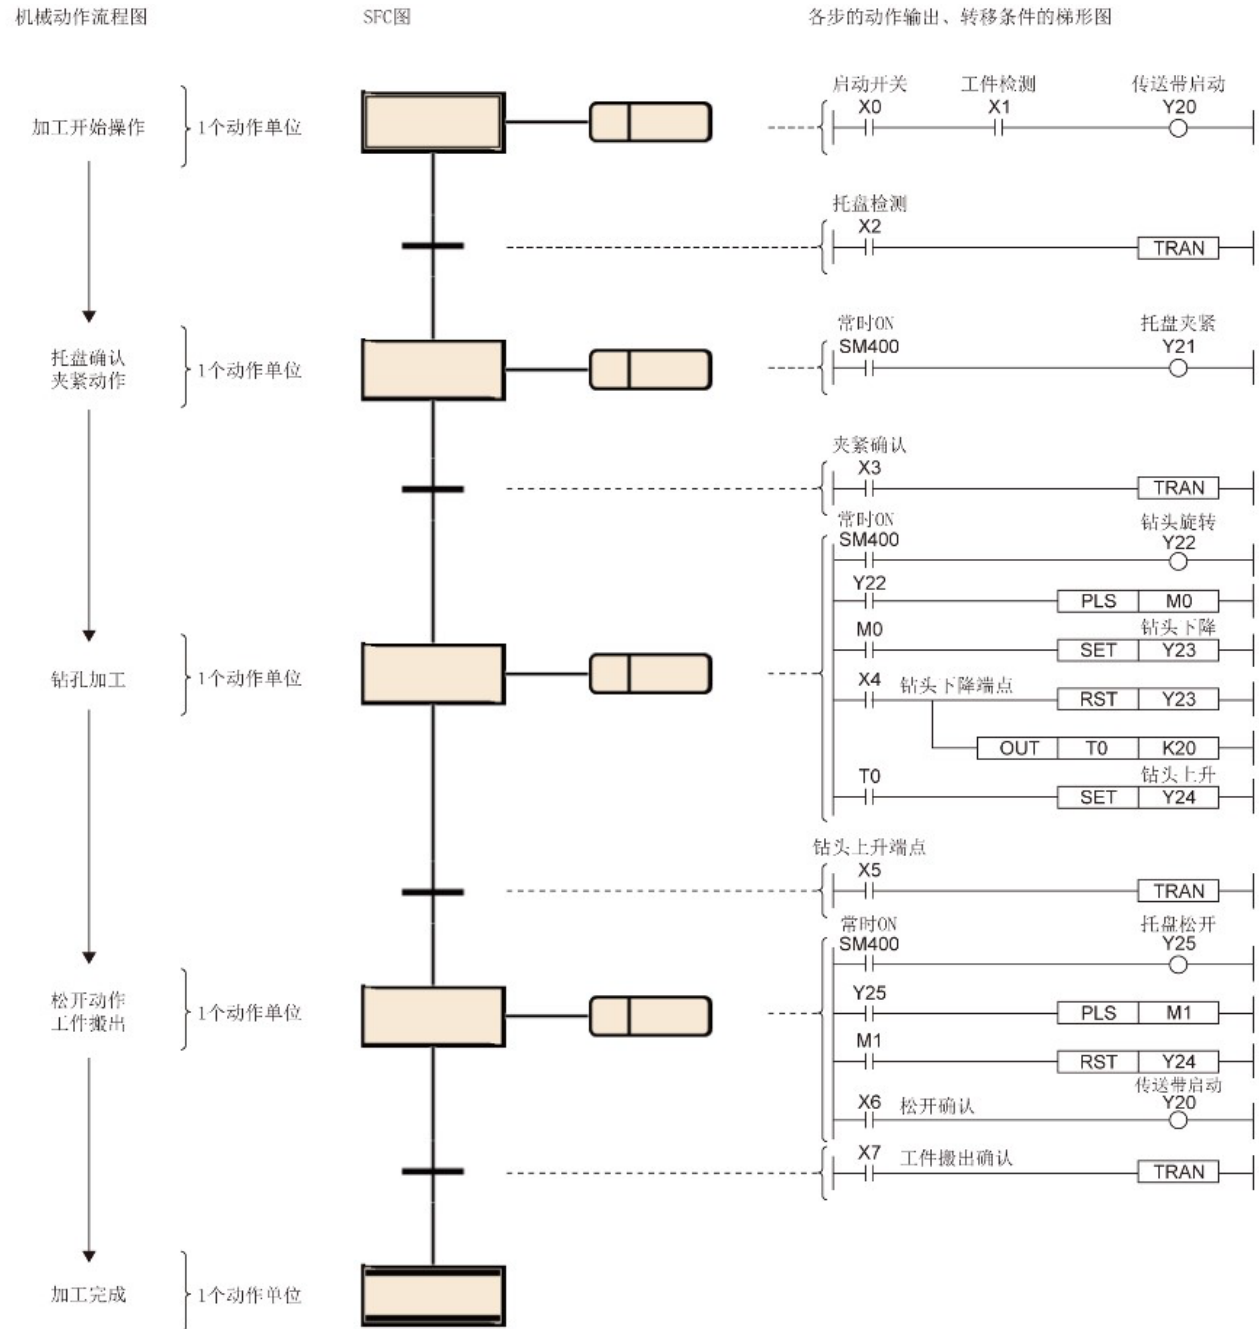 机械动作流程图
SFC图
各步的动作输出、转移条件的梯形图
加工开始操作
1个动作单位
启动开关
工件检测
传送带启动
X0
X1
Y20
托盘检测
X2
TRAN
托盘确认
夹紧动作
1个动作单位
常时ON
托盘夹紧
SM400
Y21
夹紧确认
X3
TRAN
钻孔加工
1个动作单位
常时ON
钻头旋转
SM400
Y22
Y22
PLS M0
M0
钻头下降
SET Y23
X4
钻头下降端点
RST Y23
OUT T0 K20
T0
钻头上升
SET Y24
钻头上升端点
X5
TRAN
松开动作
工件搬出
1个动作单位
常时ON
托盘松开
SM400
Y25
Y25
PLS M1
M1
RST Y24
传送带启动
X6
松开确认
Y20
X7
工件搬出确认
TRAN
加工完成
1个动作单位